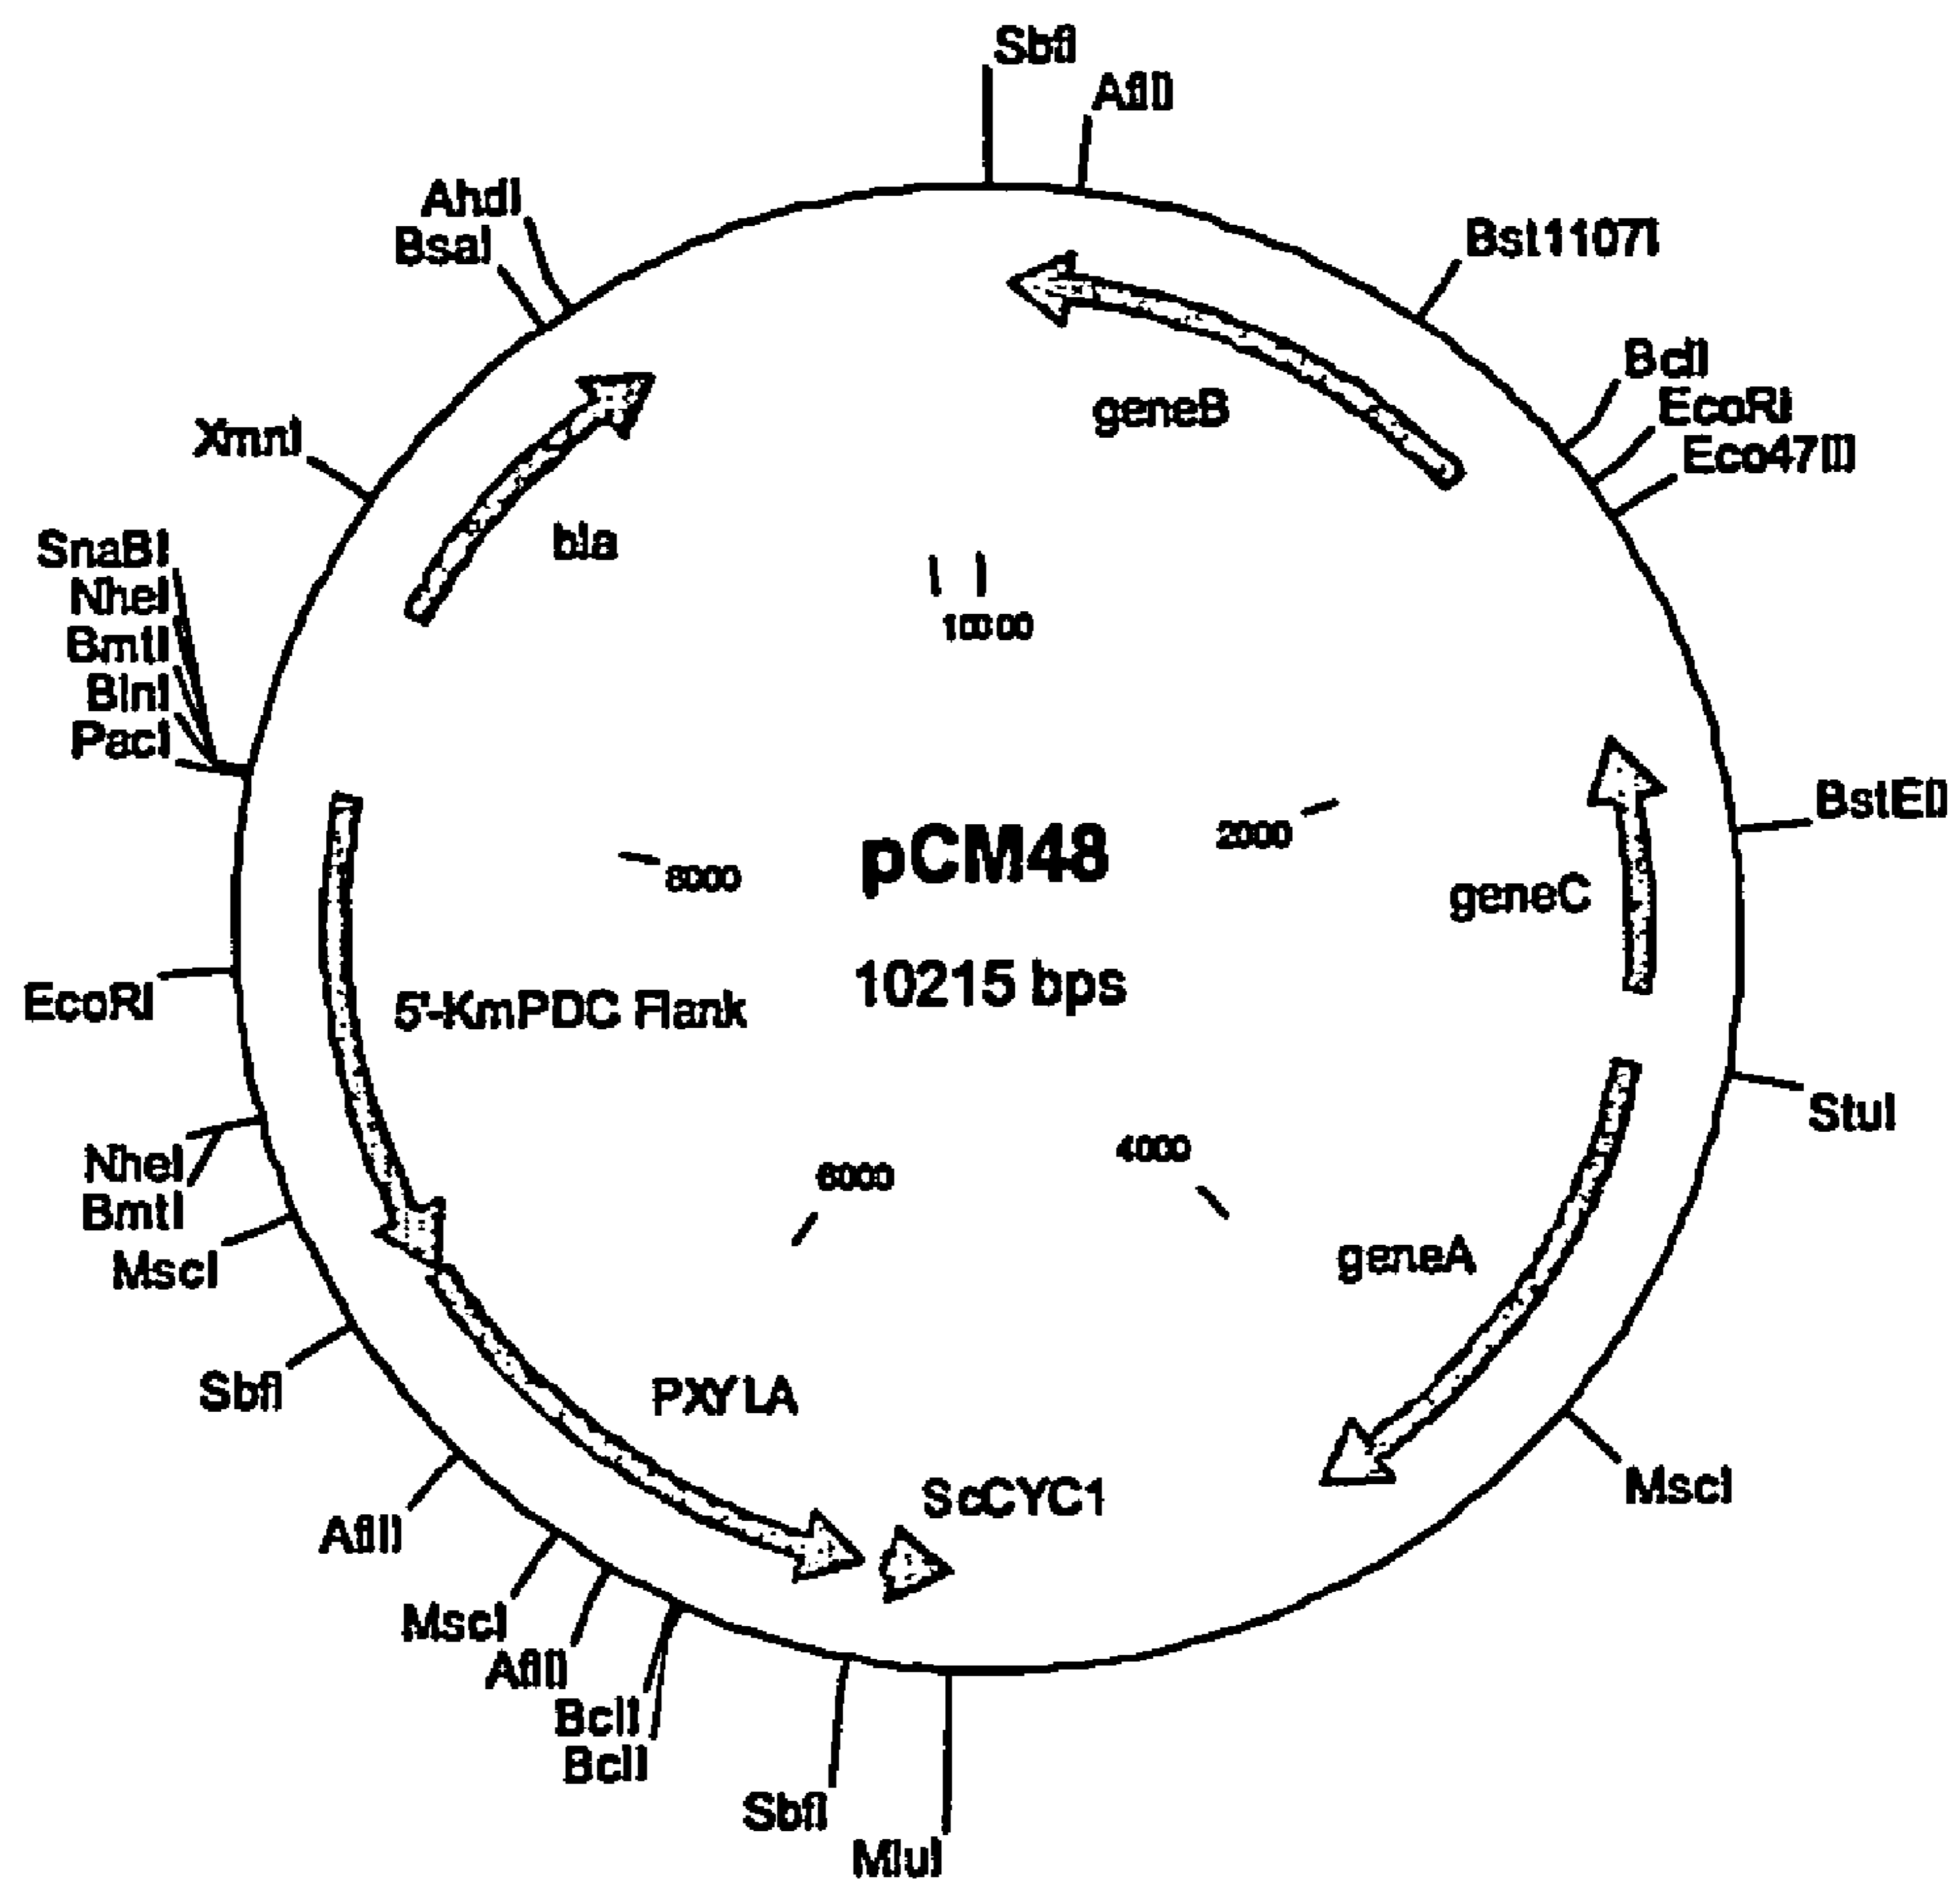 SbfI
AflII
AhdI
BsaI
Bst1107I
BclI
EcoRI
Eco47III
geneB
XmnI
bla
SnaBI
NheI
BmtI
BlnI
PacI
10000
BstEII
2000
pCM48
8000
geneC
10215 bps
EcoRI
5'-KmPDC Flank
StuI
4000
NheI
6000
BmtI
geneA
MscI
SbfI
PXYLA
MscI
ScCYC1
AflII
MscI
AflII
BclI
BclI
SbfI
MluI